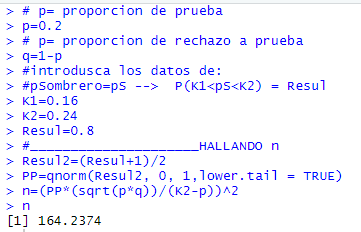 > # p= proporcion de prueba
> p=0.2
> # p= proporcion de rechazo a prueba
> q=1-p
> #introdusca los datos de:
> #pSombrero=pS --> P(K1<pS<K2) = Resul
> K1=0.16
> K2=0.24
> Resul=0.8
> #_____________________HALLANDO n
> Resul2=(Resul+1)/2
> PP=qnorm(Resul2, 0, 1,lower.tail = TRUE)
> n=(PP*(sqrt(p*q))/(K2-p))^2
> n
[1] 164.2374